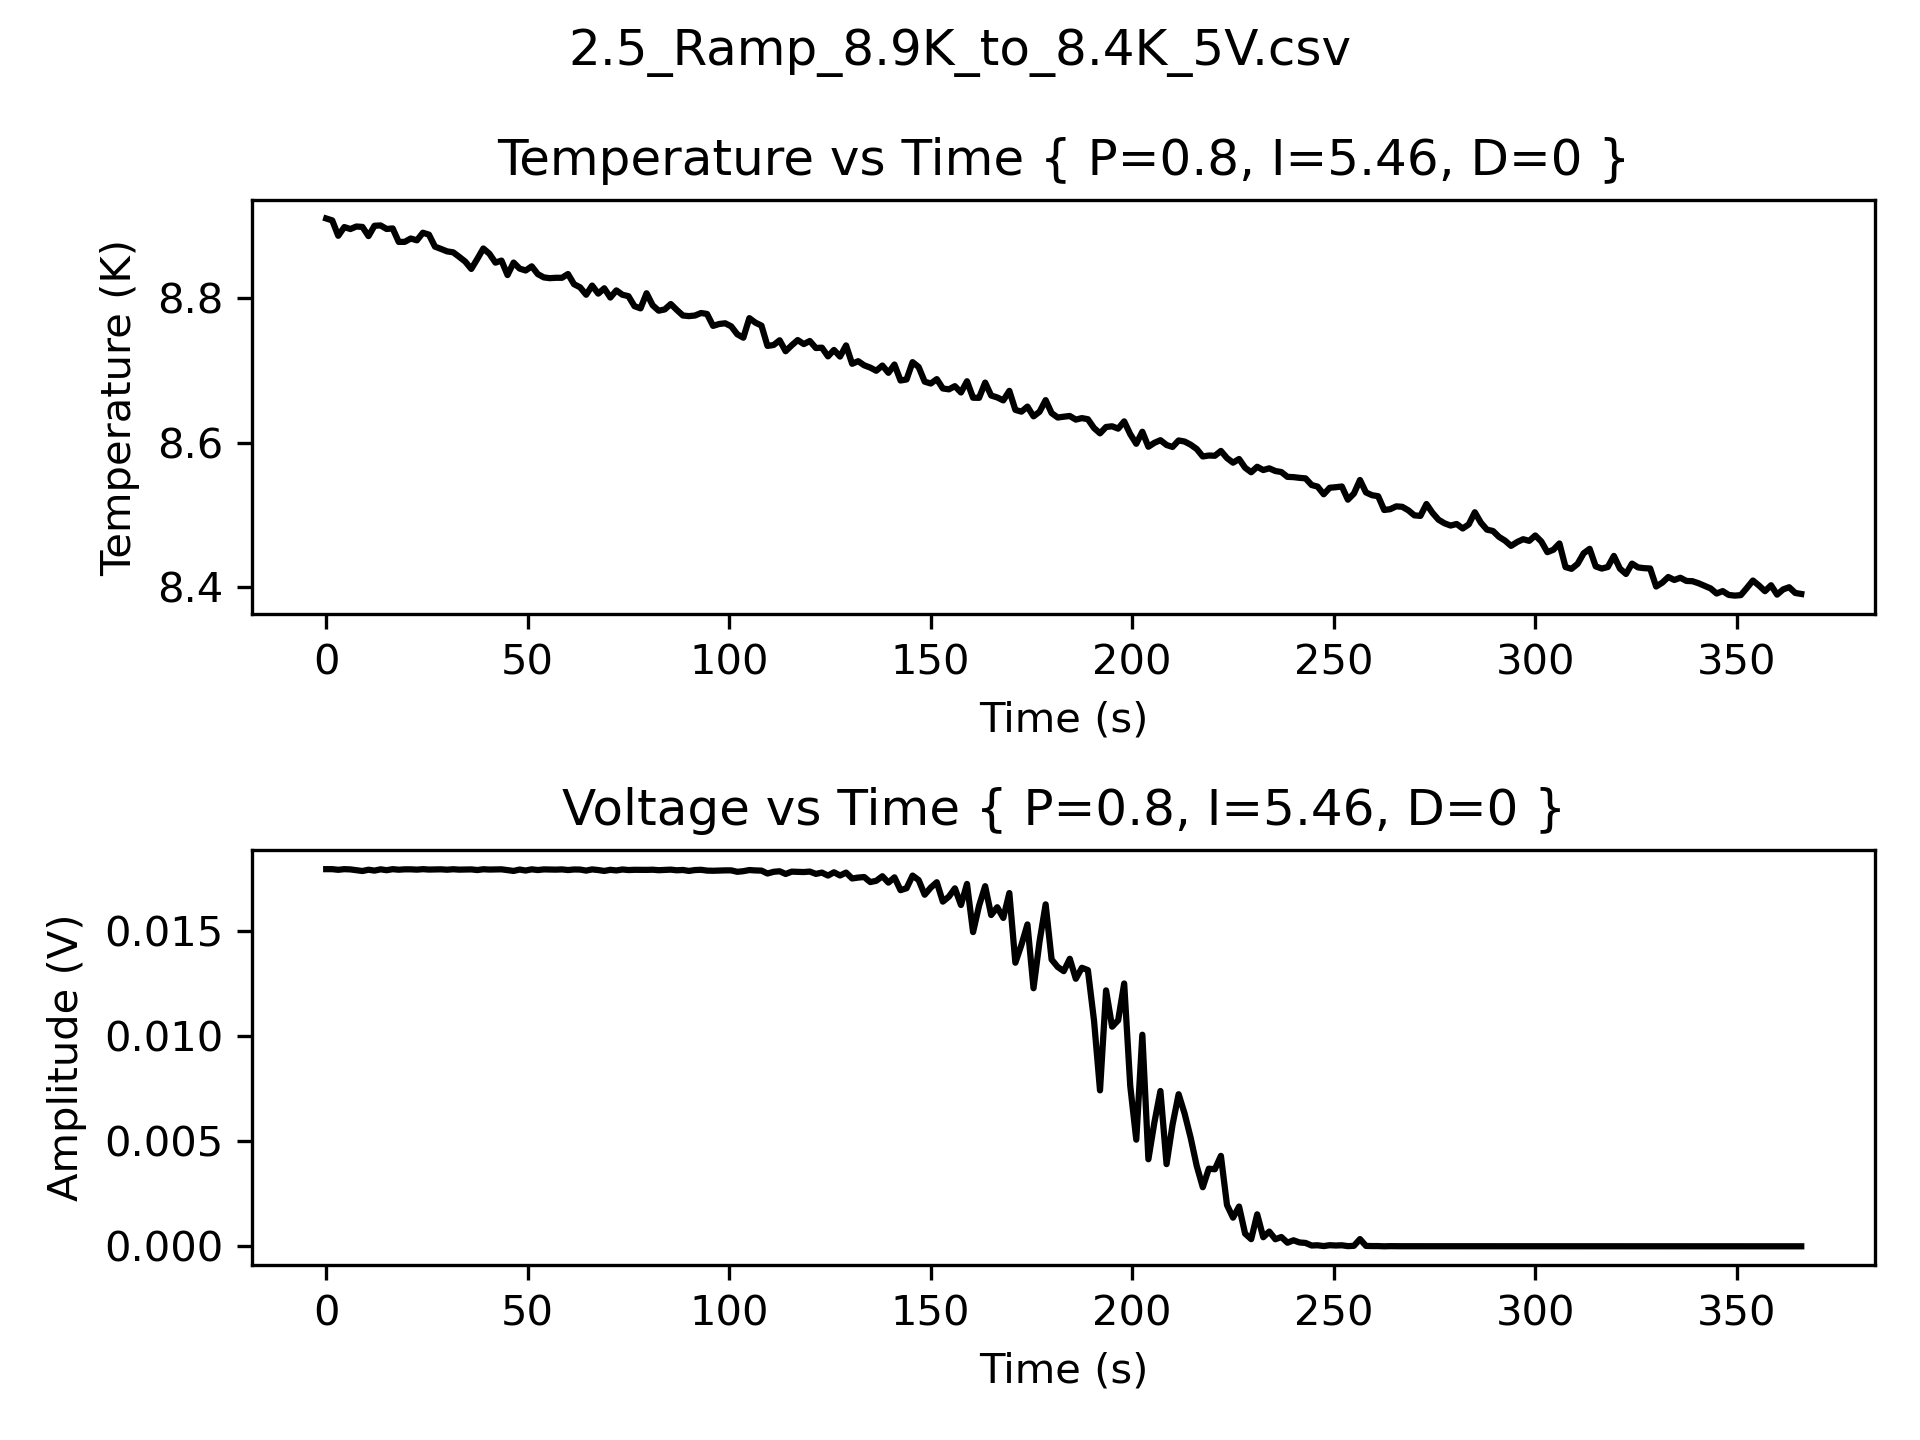 2.5_Ramp_8.9K_to_8.4K_5V.csv
Temperature vs Time { P=0.8, I=5.46, D=0 }
Temperature (K)
8.8
8.6
8.4
0 50 100 150 200 250 300 350
Time (s)
Voltage vs Time { P=0.8, I=5.46, D=0 }
Amplitude (V)
0.015
0.010
0.005
0.000
0 50 100 150 200 250 300 350
Time (s)